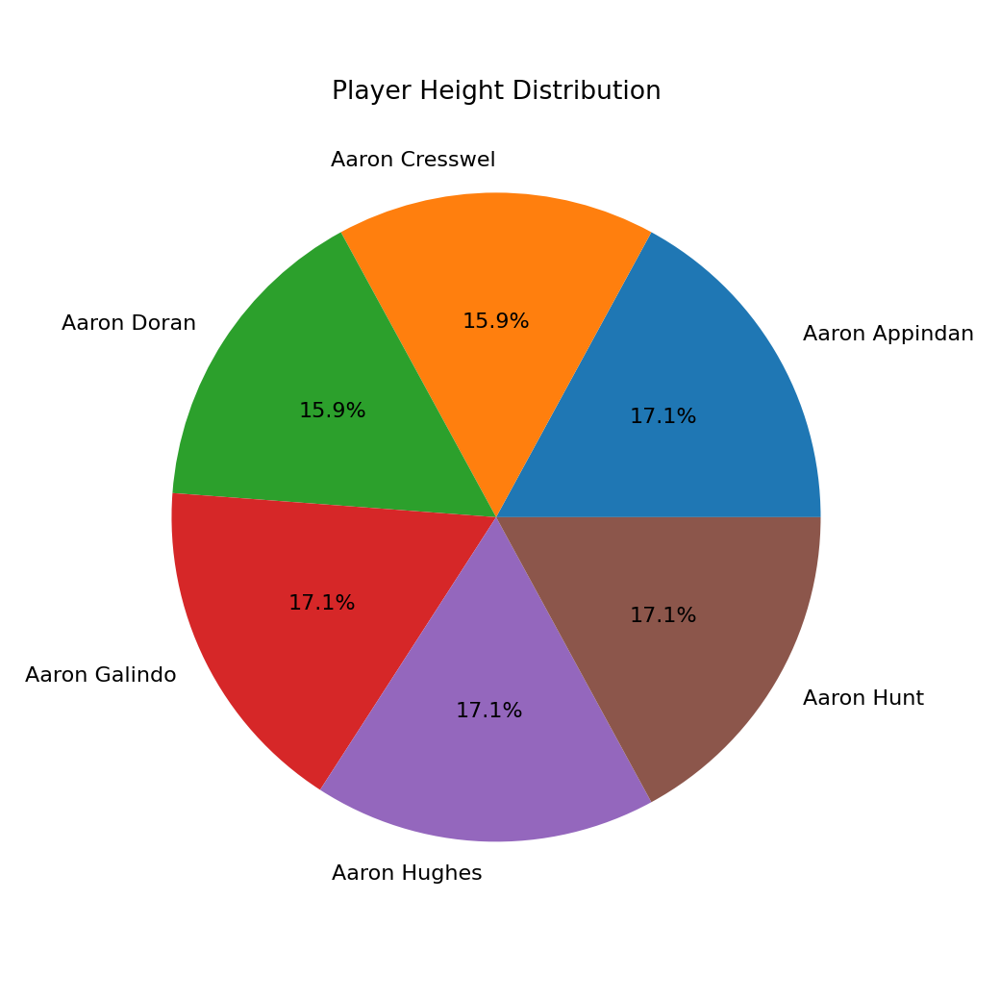 Player Height Distribution
Aaron Cresswel
Aaron Doran
Aaron Appindan
15.9%
15.9%
17.1%
17.1%
17.1%
Aaron Galindo
Aaron Hunt
17.1%
Aaron Hughes